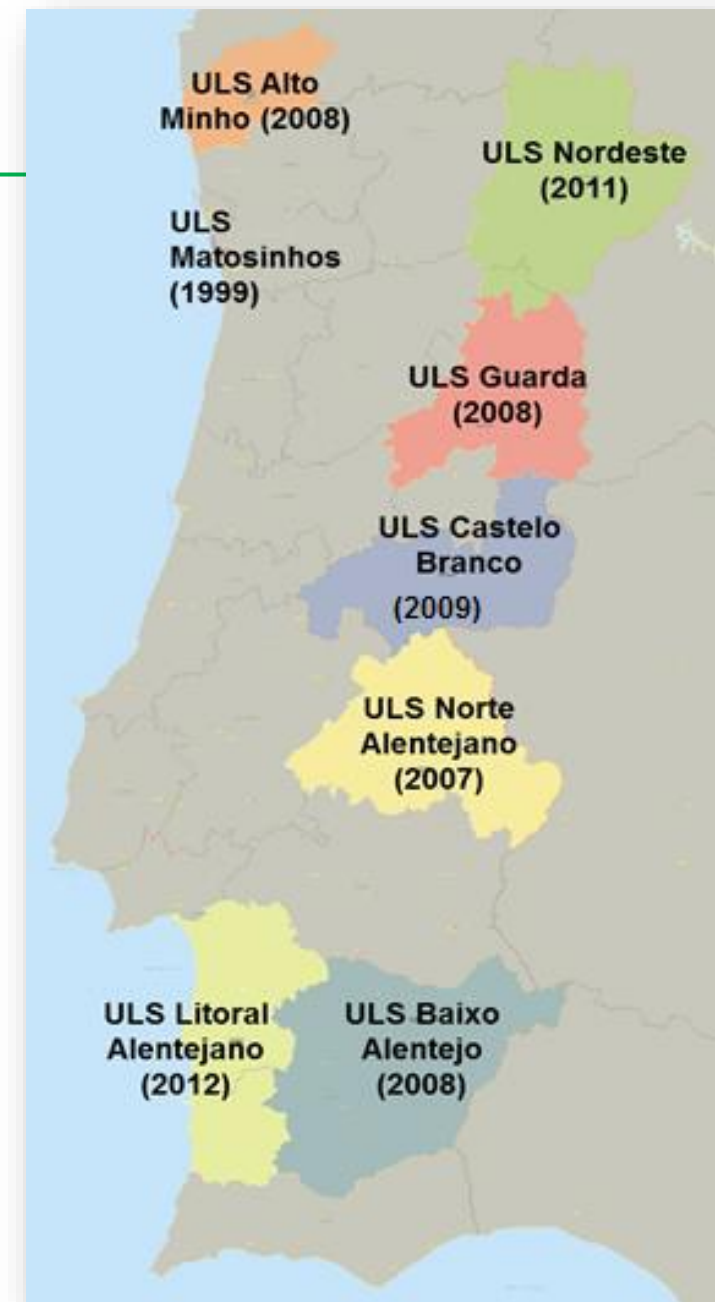 ULS Alto
Minho (2008)
ULS Nordeste
(2011)
ULS
Matosinhos
(1999)
ULS Guarda
(2008)
ULS Castelo
Branco
(2009)
ULS Norte
Alentejano
(2007)
ULS Litoral
Alentejano
(2012)
ULS Baixo
Alentejo
(2008)